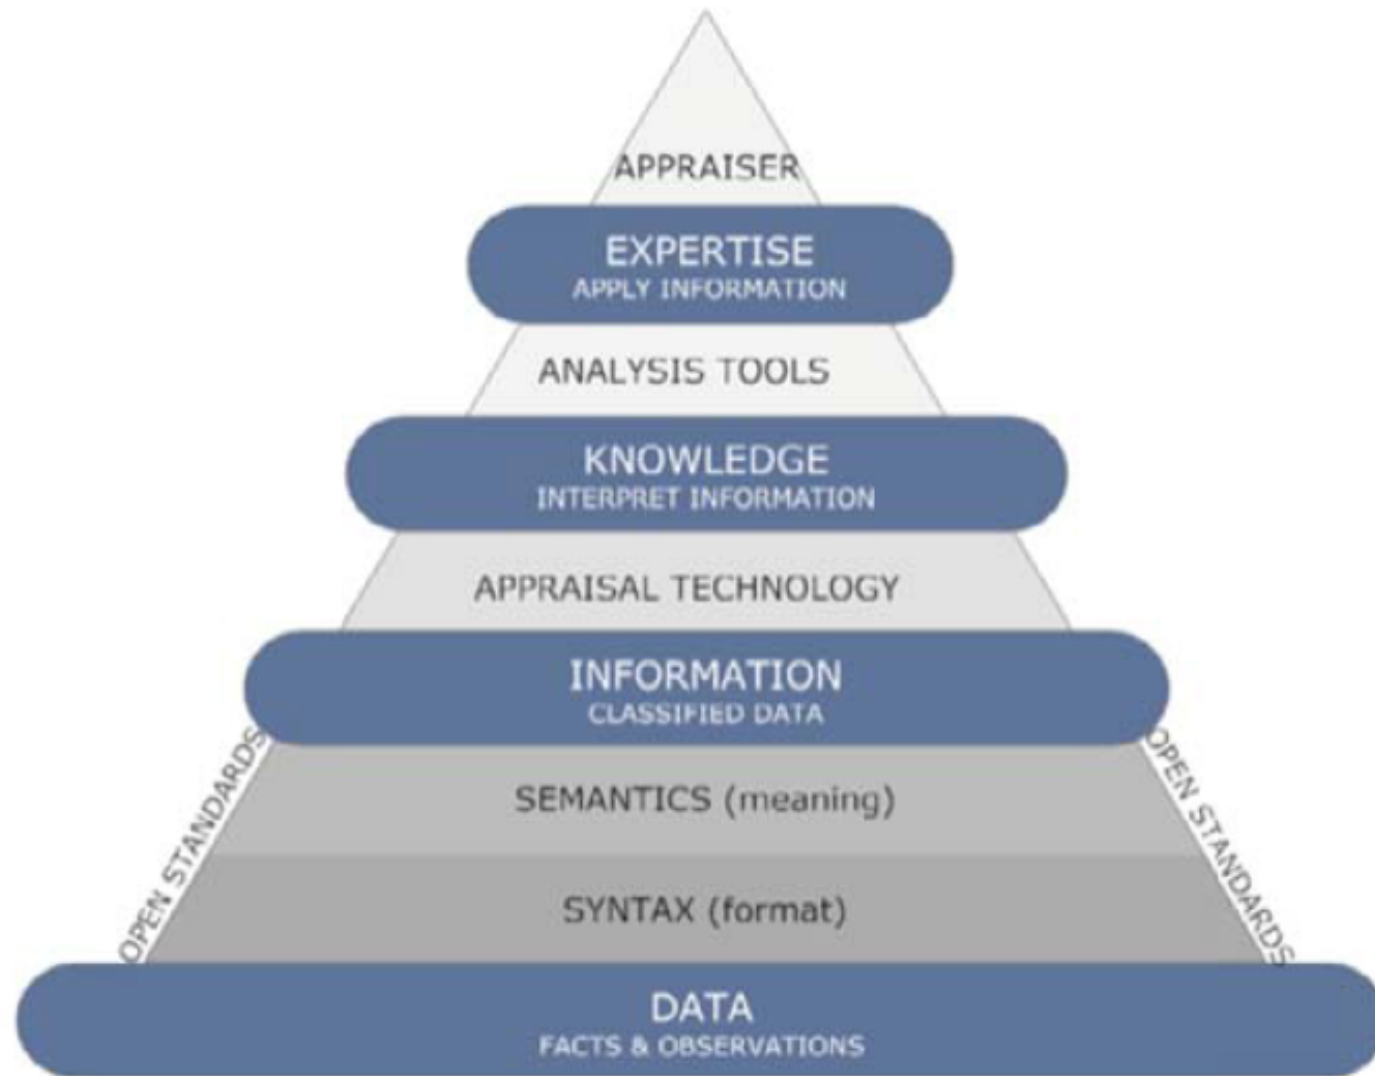 APPRAISER
EXPERTISE
APPLY INFORMATION
ANALYSIS TOOLS
KNOWLEDGE
INTERPRET INFORMATION
APPRAISAL TECHNOLOGY
INFORMATION
CLASSIFIED DATA
OPEN STANDARDS
OPEN STANDARDS
SEMANTICS (meaning)
SYNTAX (format)
DATA
FACTS & OBSERVATIONS